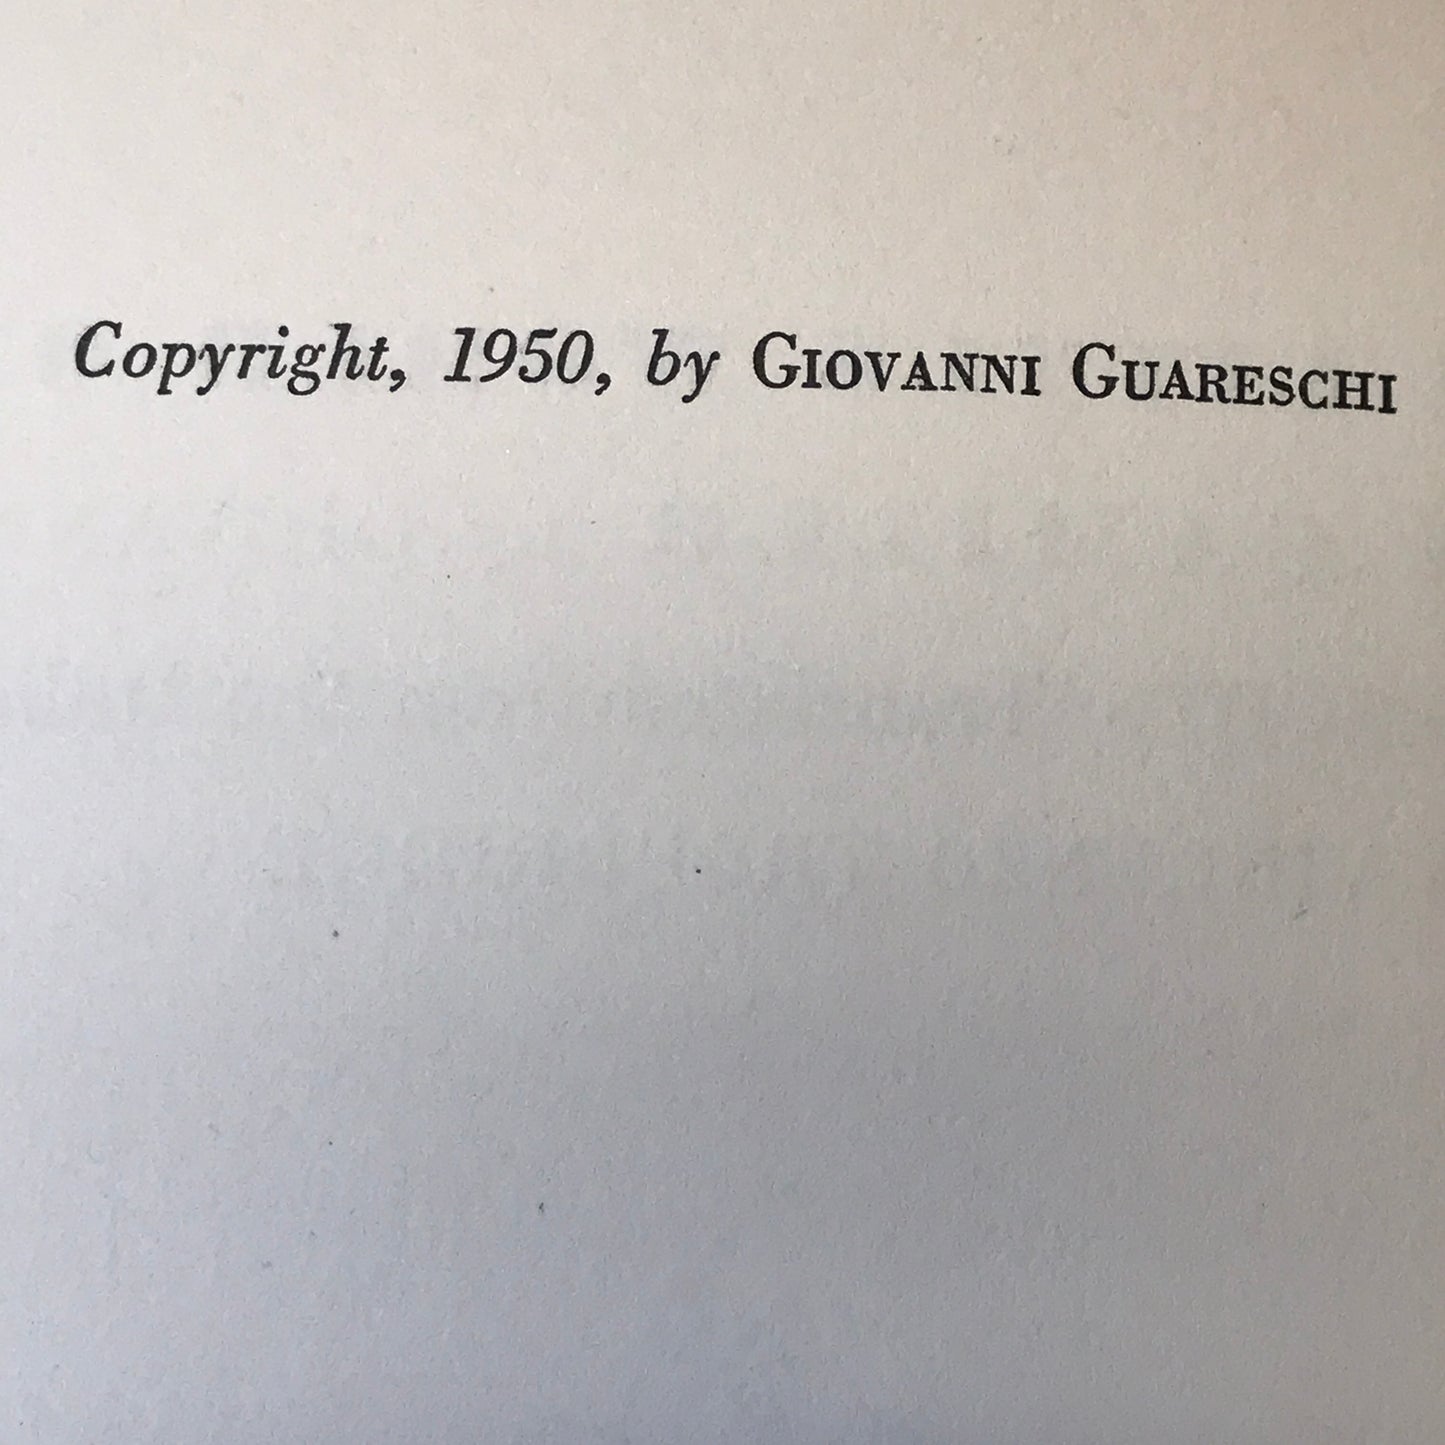 Copyright, 1950, by GIOVANNI GUARESCHI